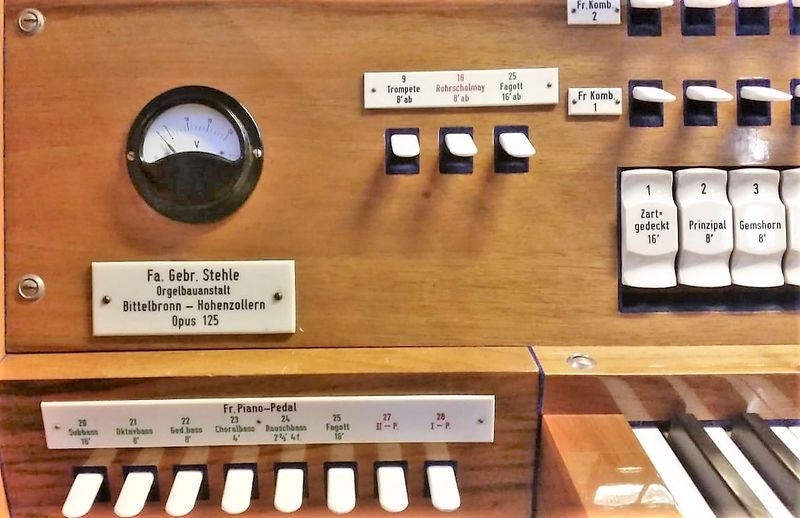 Fr. Komb.
2
9
Trompete
8' ab
18
Rohrschalmay
8' ab
25
Fagott
16' ab
Fr Komb.
1
V
1
Zart=
gedeckt
16'
2
Prinzipal
8'
3
Gemshorn
8'
Fa. Gebr. Stehle
Orgelbauanstalt
Bittelbronn – Hohenzollern
Opus 125
Fr. Piano-Pedal
20
Subbass
16'
21
Oktavbass
8'
22
Ged.bass
8'
23
Choralbass
4'
24
Rauschbass
2⅔' 4f.
25
Fagott
16'
27
II – P.
28
I – P.